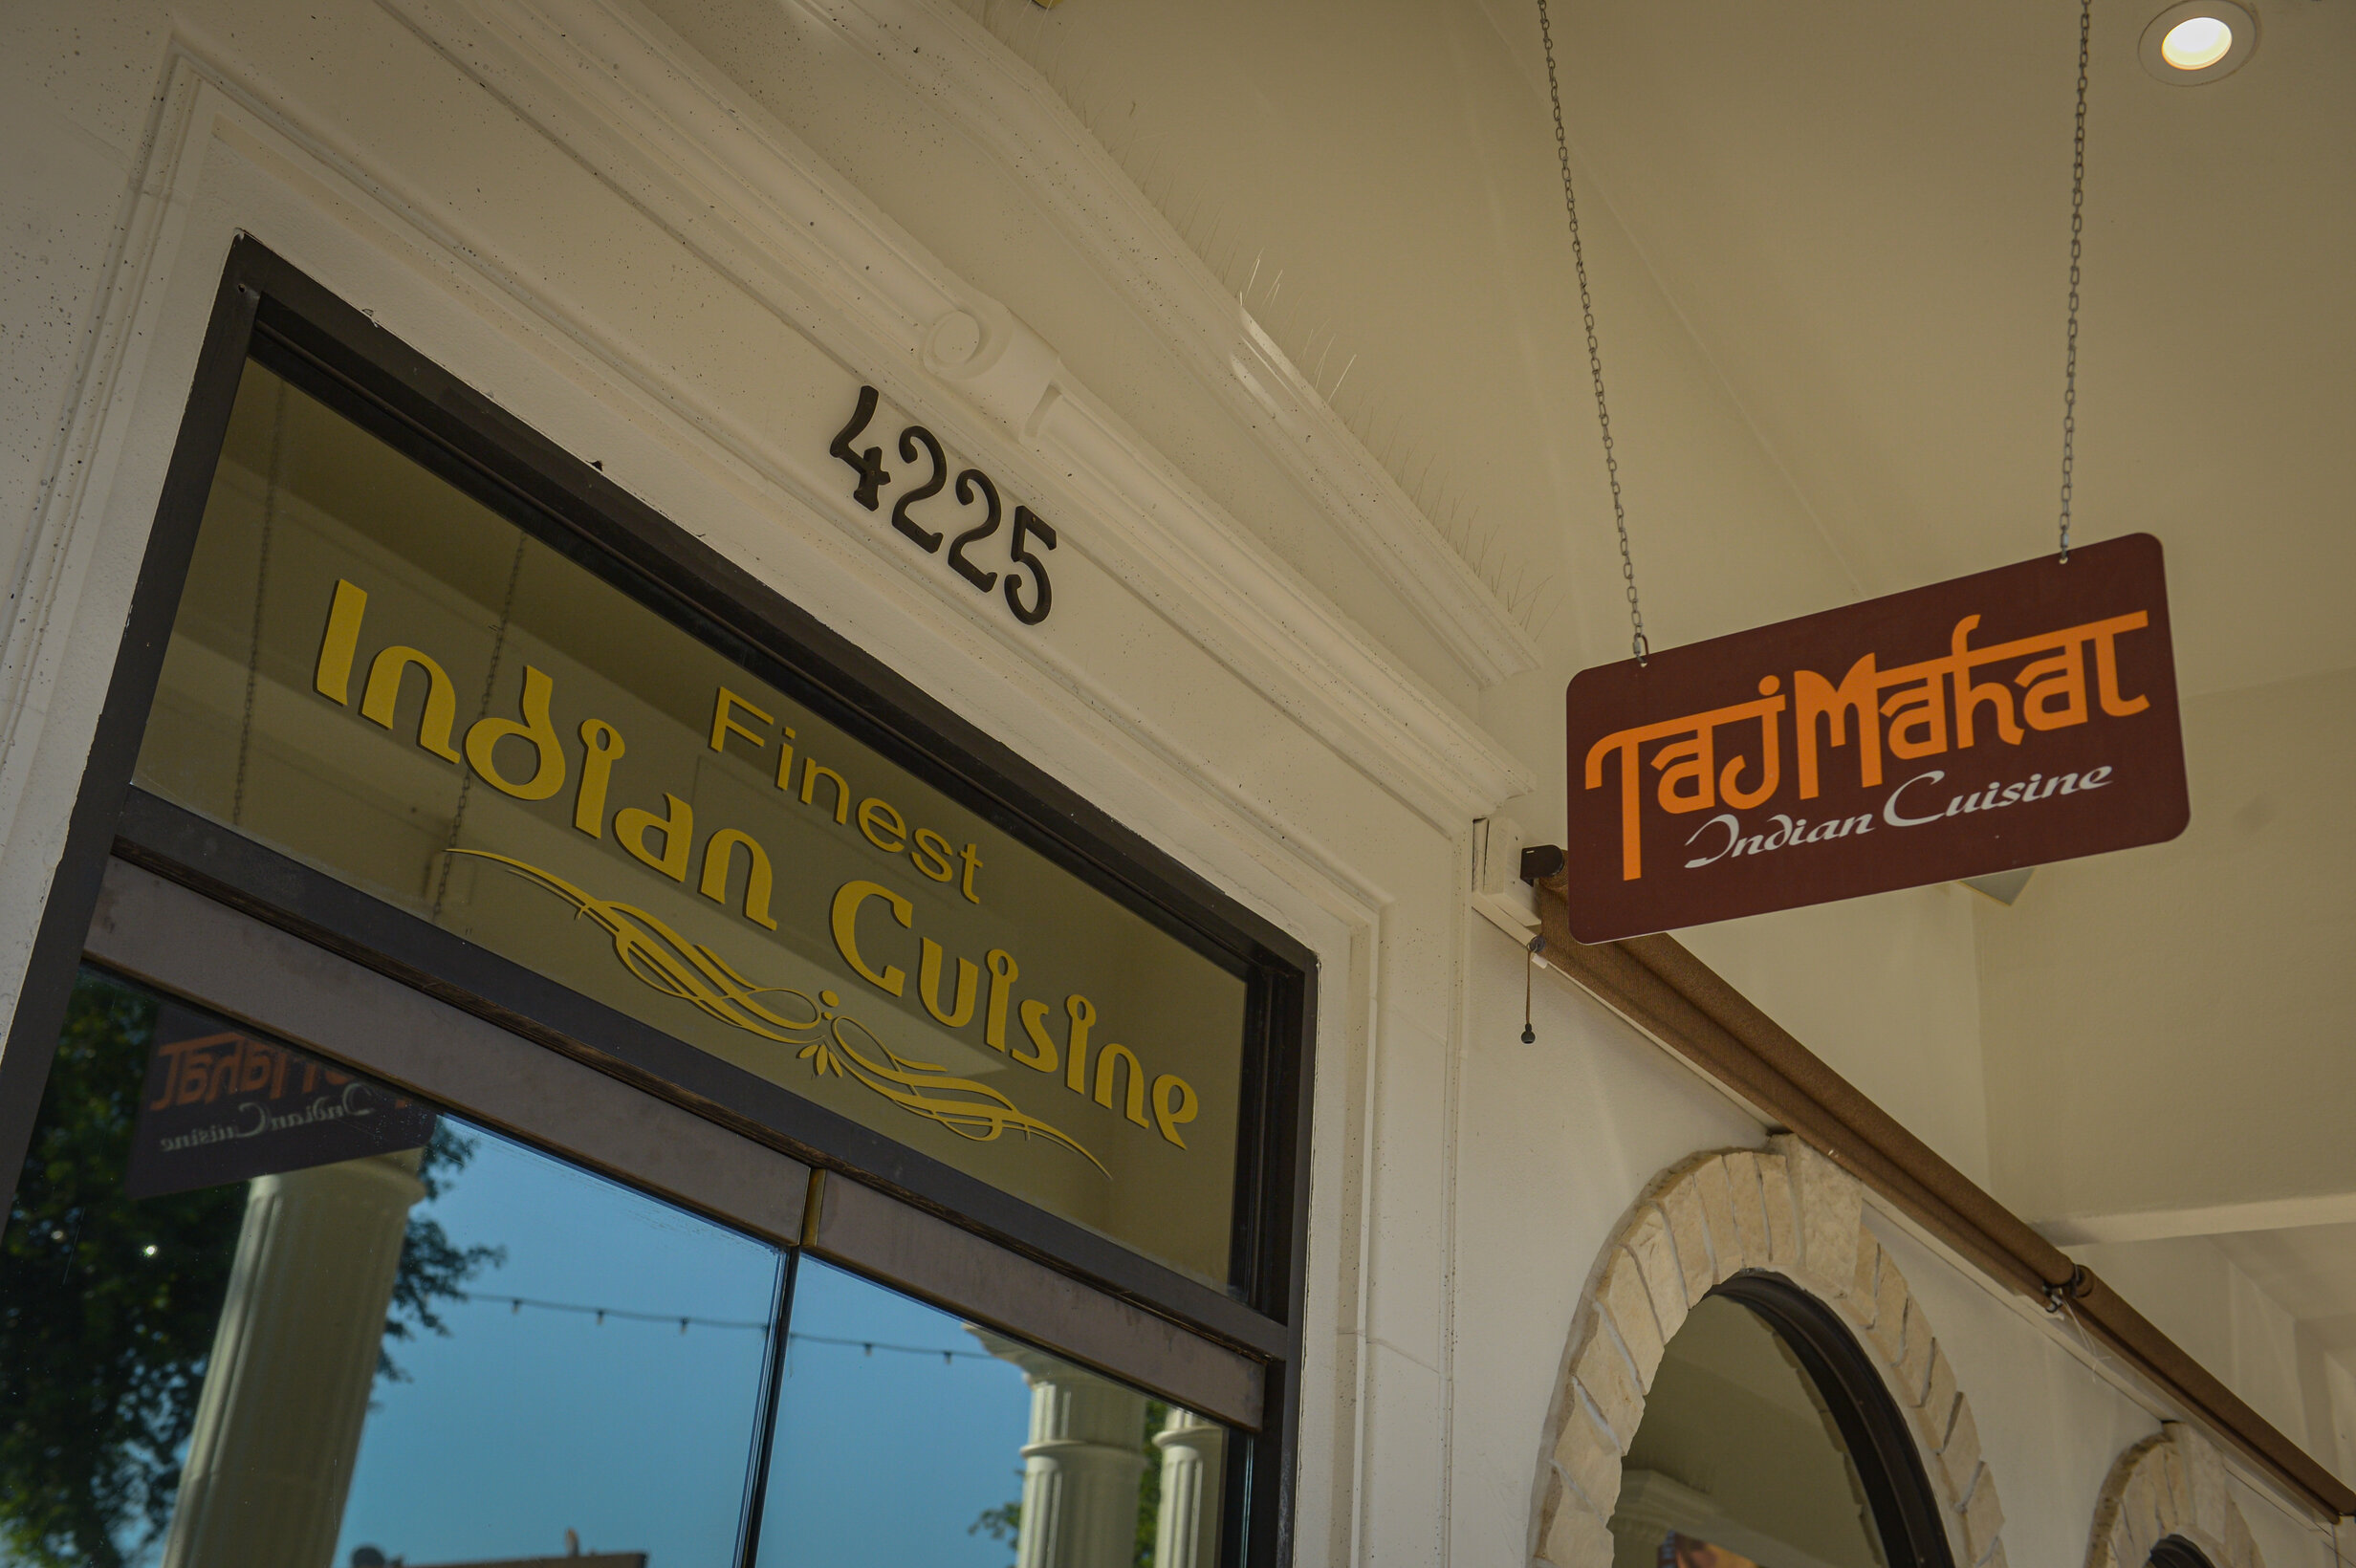 4225
Finest
Indian Cuisine
Taj Mahal
Indian Cuisine